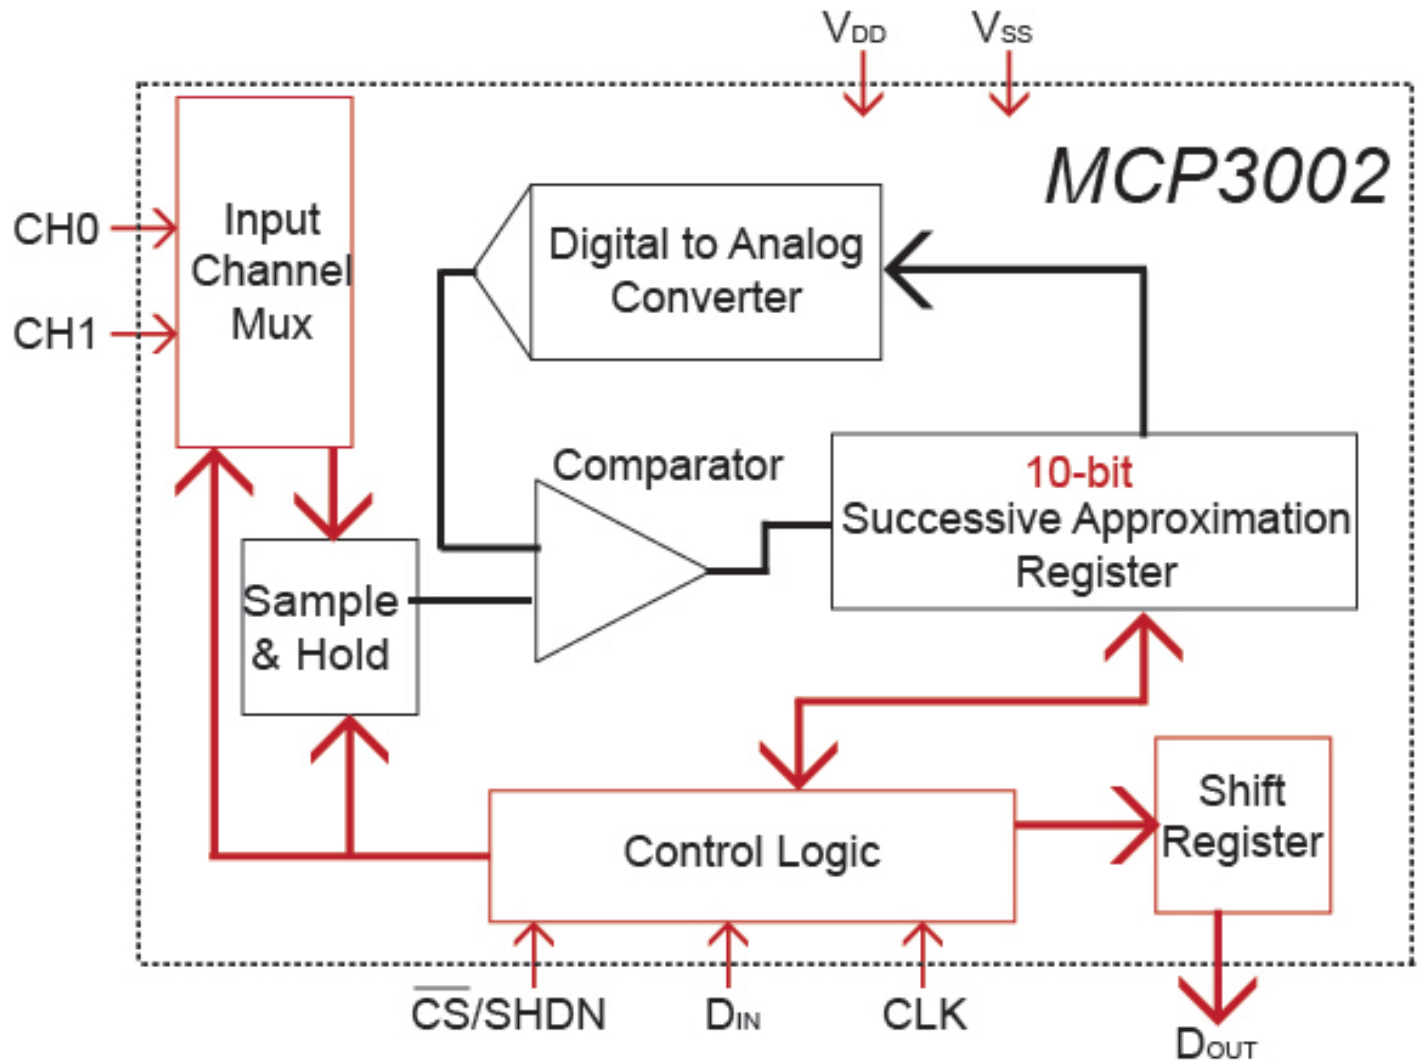 VDD
VSS
MCP3002
CH0
CH1
Input
Channel
Mux
Digital to Analog
Converter
Comparator
10-bit
Successive Approximation
Register
Sample
& Hold
Control Logic
Shift
Register
C̅S̅/SHDN
DIN
CLK
DOUT